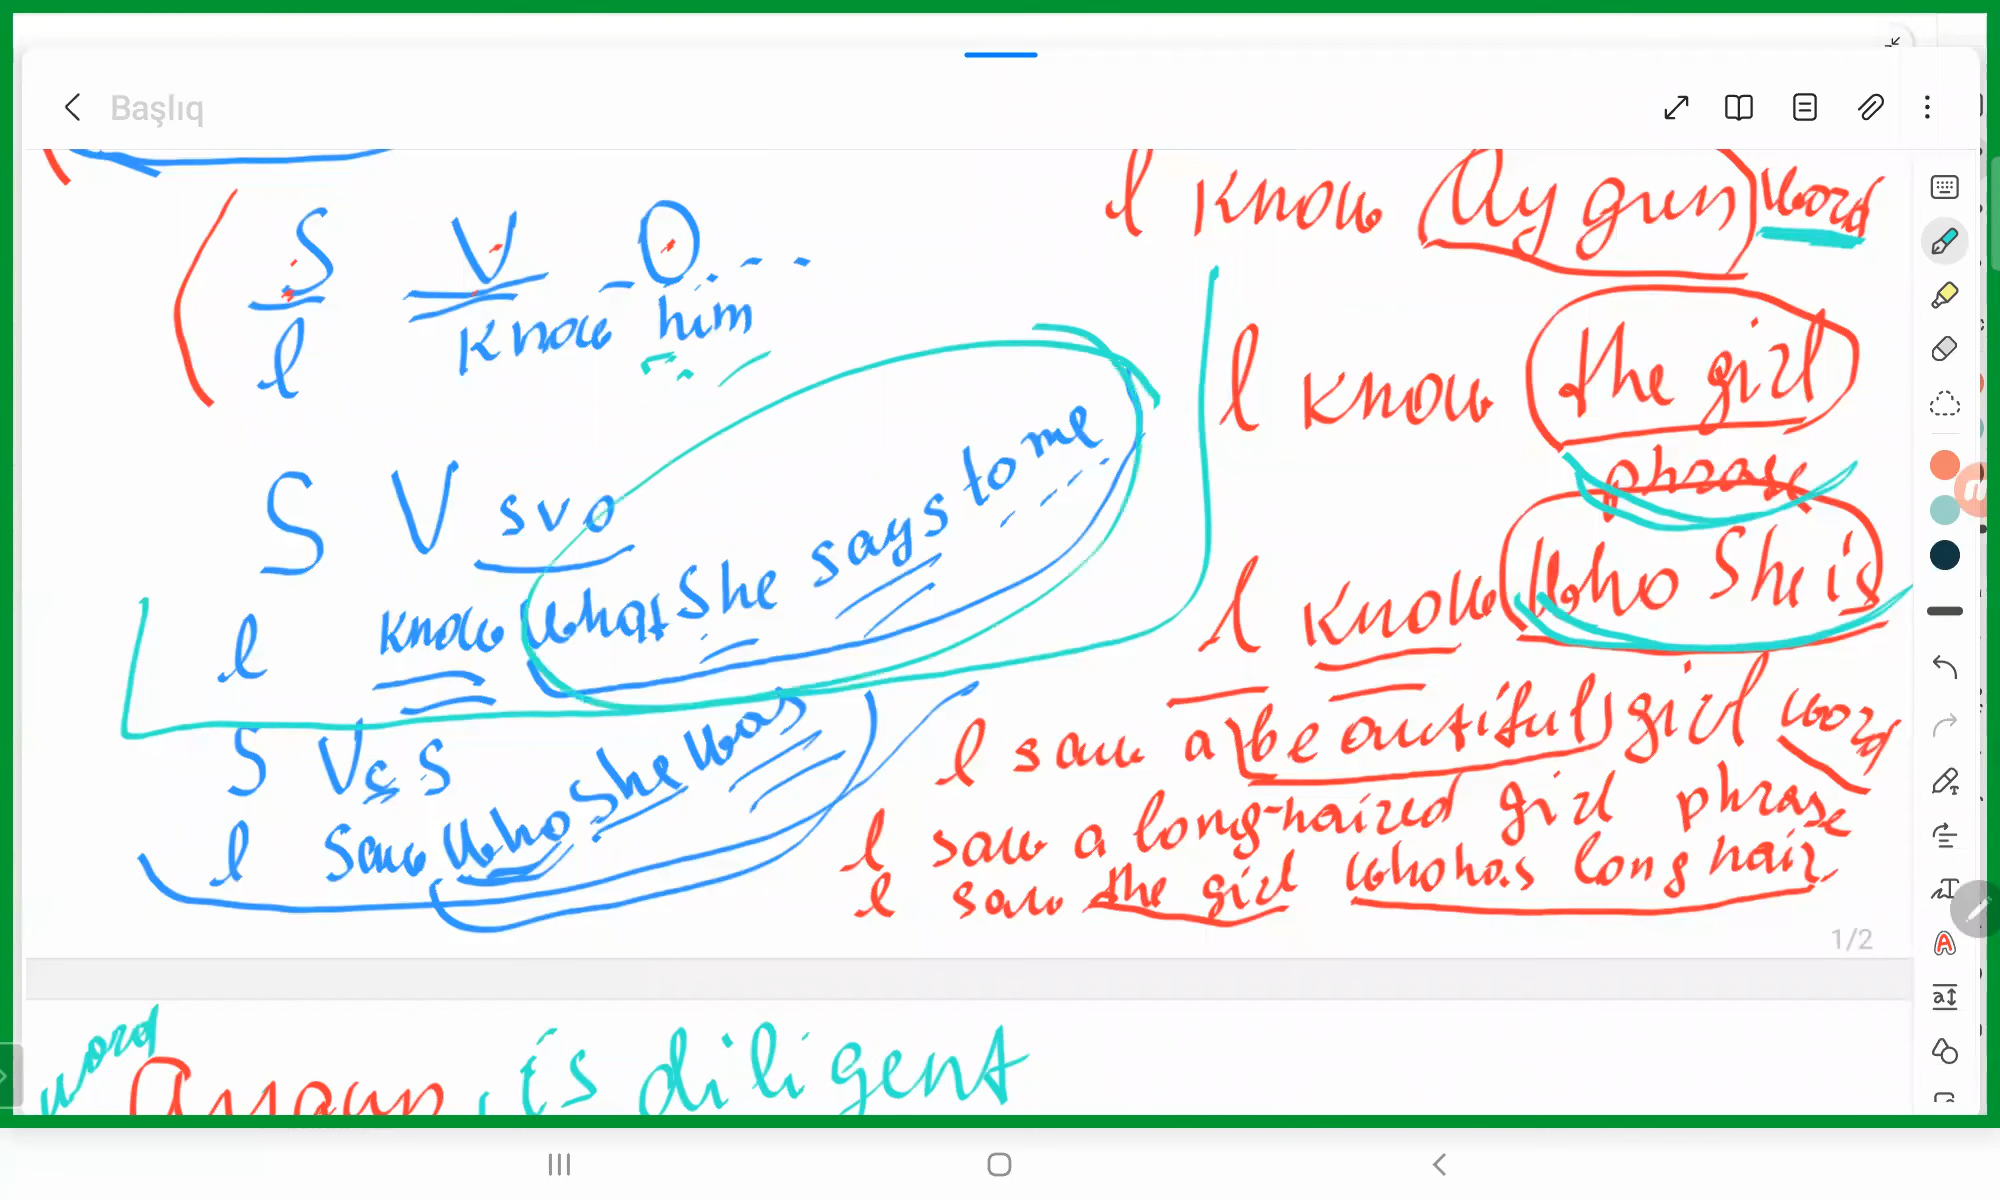 Başlıq
S V O
I know him
S V SVO
I know what she says to me
S V S
I saw who she was
I know Aygun word
I know the girl
phrase
I know who she is
I saw a beautiful girl word
I saw a long-haired girl phrase
I saw the girl who has long hair
1/2
word
Aygun is diligent